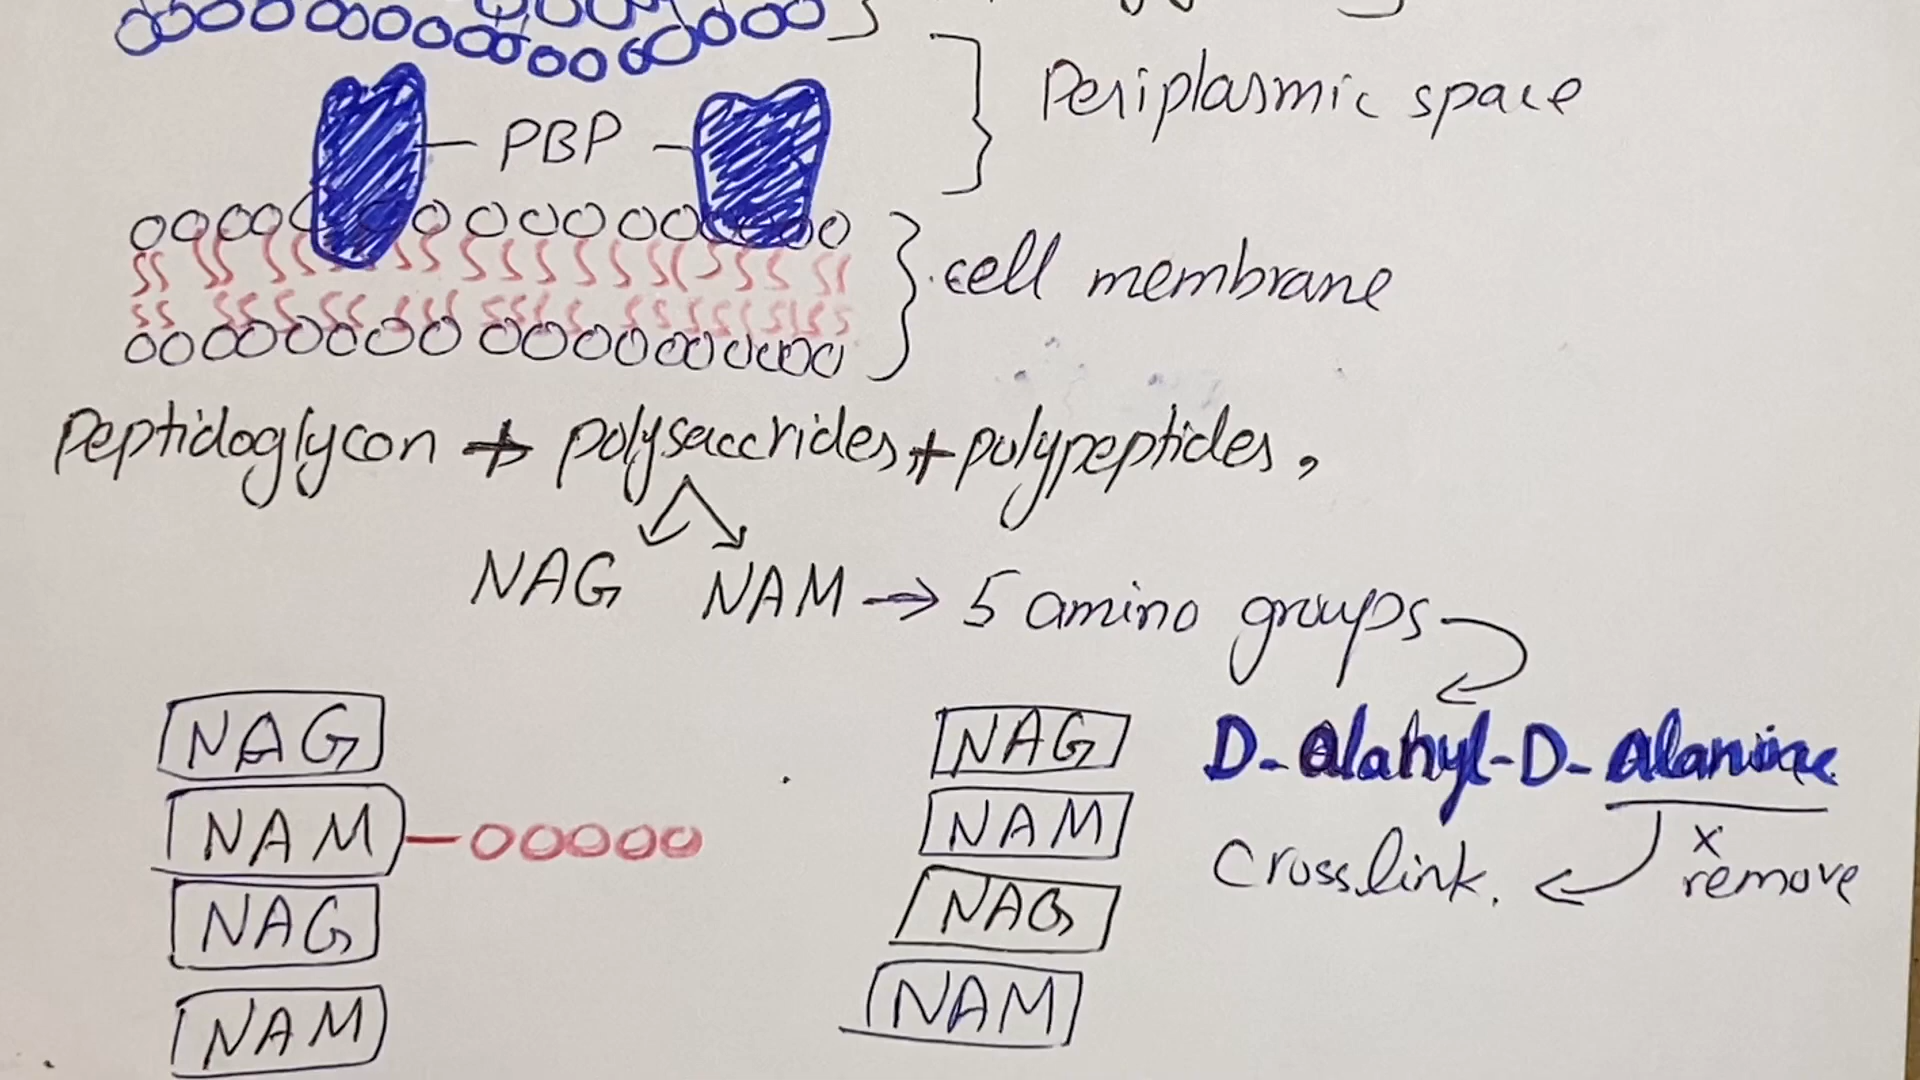 Periplasmic space
PBP
cell membrane
Peptidoglycon + polysaccrides + polypeptides,
NAG NAM → 5 amino groups
NAG
NAM
NAG
NAM
NAG
NAM
NAG
NAM
D-alanyl-D-alanine
Crosslink. ← x remove